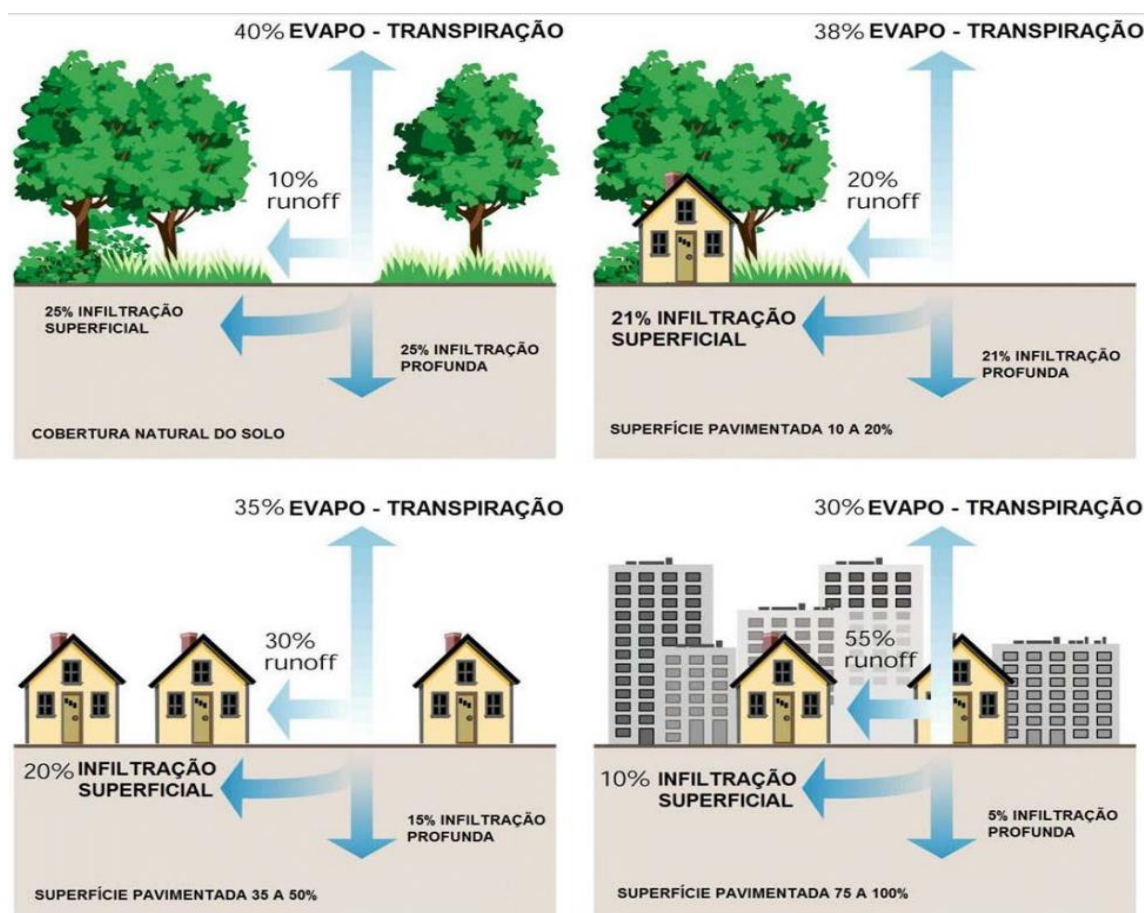 40% EVAPO - TRANSPIRAÇÃO
10%
runoff
25% INFILTRAÇÃO
SUPERFICIAL
25% INFILTRAÇÃO
PROFUNDA
COBERTURA NATURAL DO SOLO
38% EVAPO - TRANSPIRAÇÃO
20%
runoff
21% INFILTRAÇÃO
SUPERFICIAL
21% INFILTRAÇÃO
PROFUNDA
SUPERFÍCIE PAVIMENTADA 10 A 20%
35% EVAPO - TRANSPIRAÇÃO
30%
runoff
20% INFILTRAÇÃO
SUPERFICIAL
15% INFILTRAÇÃO
PROFUNDA
SUPERFÍCIE PAVIMENTADA 35 A 50%
30% EVAPO - TRANSPIRAÇÃO
55%
runoff
10% INFILTRAÇÃO
SUPERFICIAL
5% INFILTRAÇÃO
PROFUNDA
SUPERFÍCIE PAVIMENTADA 75 A 100%